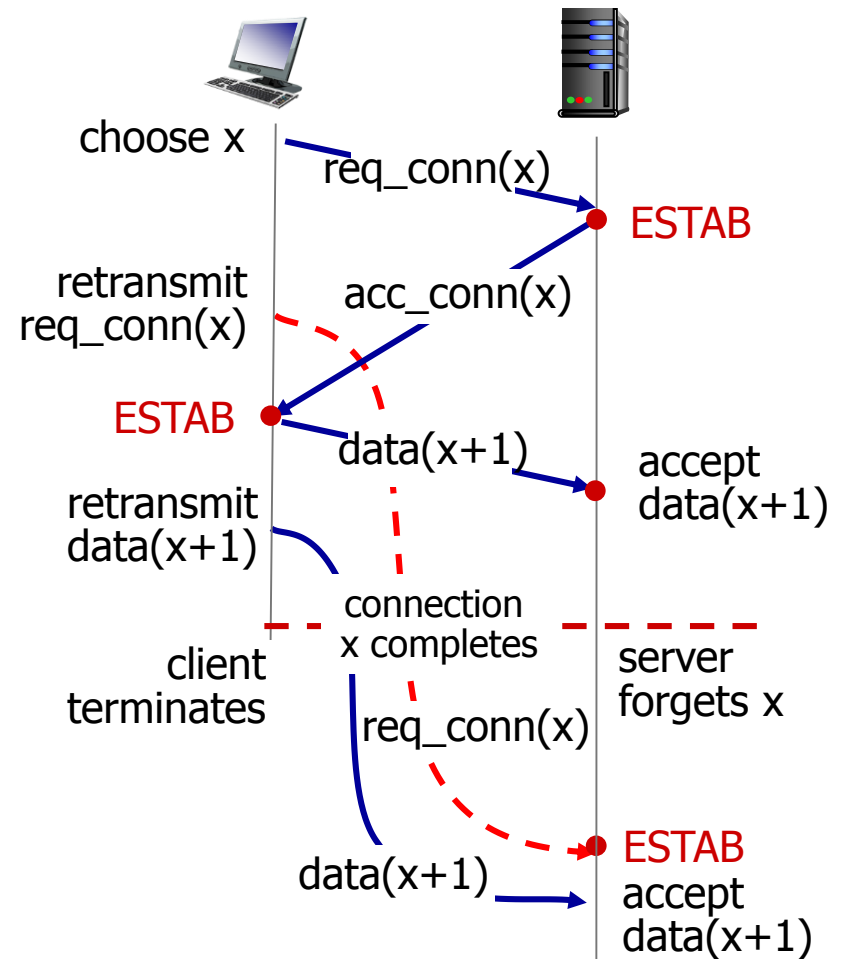 choose x
req_conn(x)
ESTAB
retransmit
req_conn(x)
acc_conn(x)
ESTAB
data(x+1)
accept
data(x+1)
retransmit
data(x+1)
connection
x completes
client
terminates
server
forgets x
req_conn(x)
ESTAB
data(x+1)
accept
data(x+1)